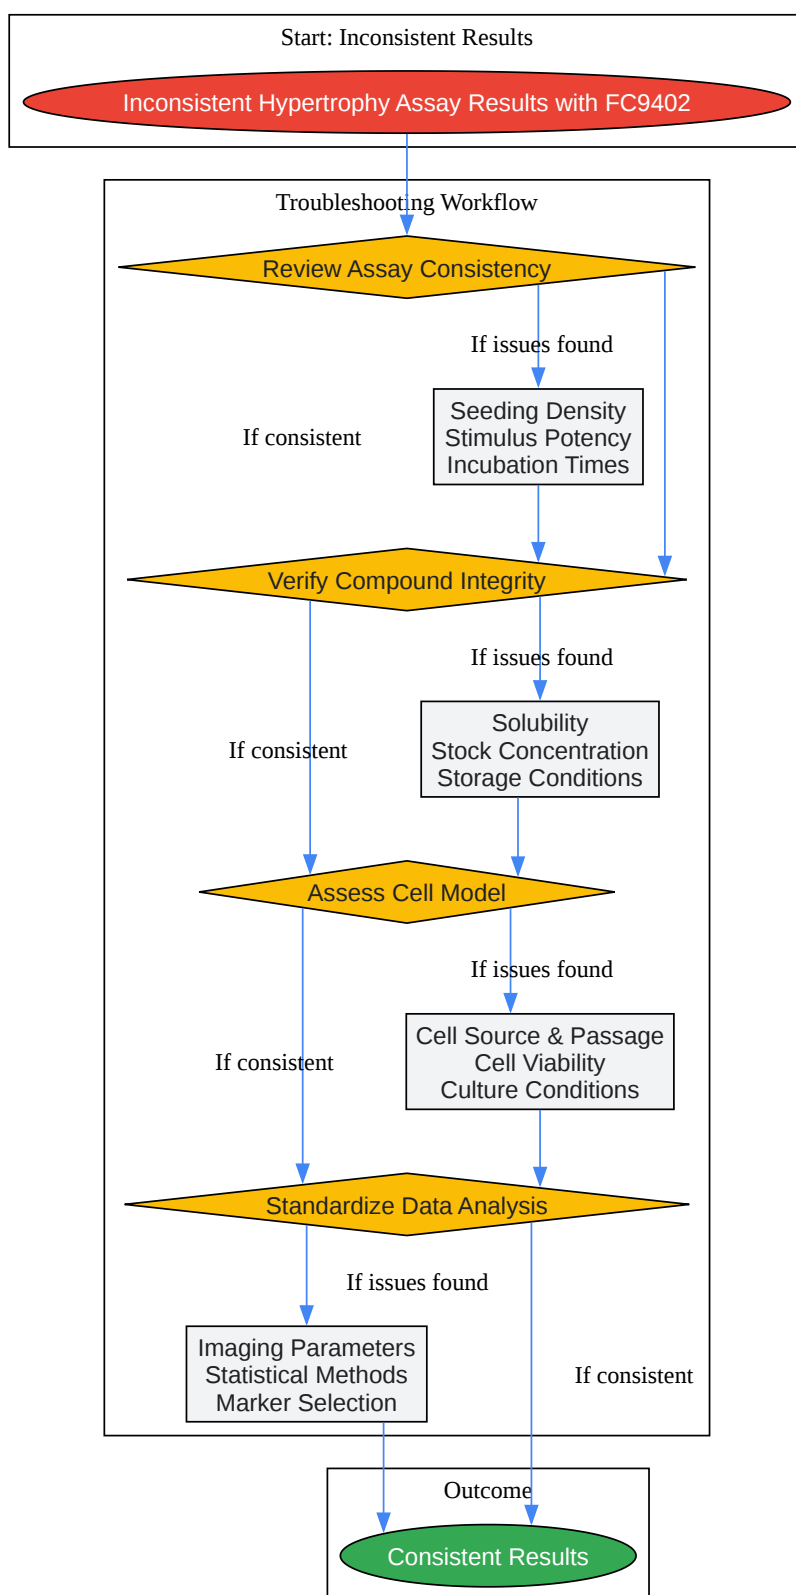 Start: Inconsistent Results
Inconsistent Hypertrophy Assay Results with FC9402
Troubleshooting Workflow
Review Assay Consistency
If issues found
If consistent
Seeding Density
Stimulus Potency
Incubation Times
Verify Compound Integrity
If issues found
If consistent
Solubility
Stock Concentration
Storage Conditions
Assess Cell Model
If issues found
If consistent
Cell Source & Passage
Cell Viability
Culture Conditions
Standardize Data Analysis
If issues found
Imaging Parameters
Statistical Methods
Marker Selection
If consistent
Outcome
Consistent Results